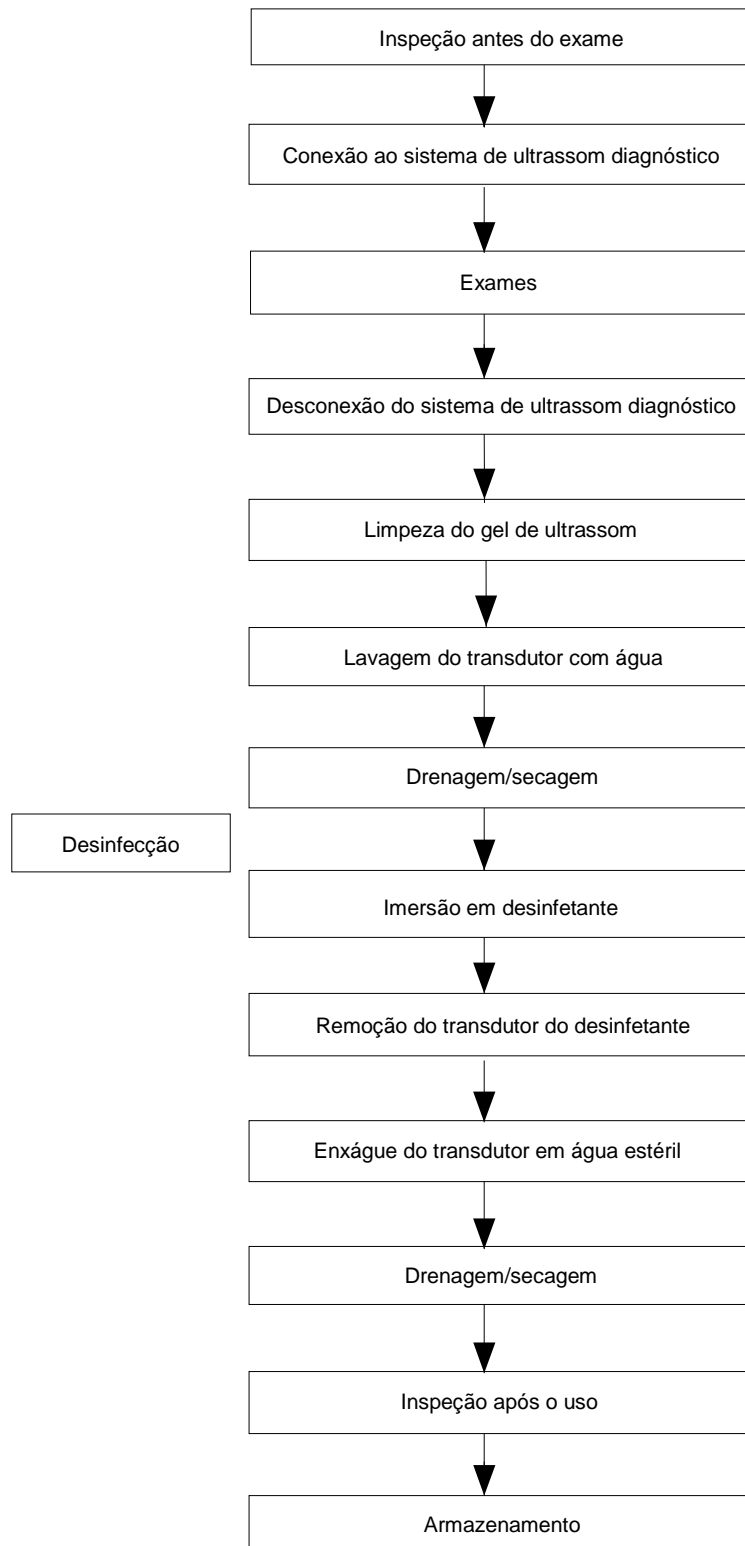 Inspeção antes do exame
Conexão ao sistema de ultrassom diagnóstico
Exames
Desconexão do sistema de ultrassom diagnóstico
Limpeza do gel de ultrassom
Lavagem do transdutor com água
Drenagem/secagem
Desinfecção
Imersão em desinfetante
Remoção do transdutor do desinfetante
Enxágue do transdutor em água estéril
Drenagem/secagem
Inspeção após o uso
Armazenamento